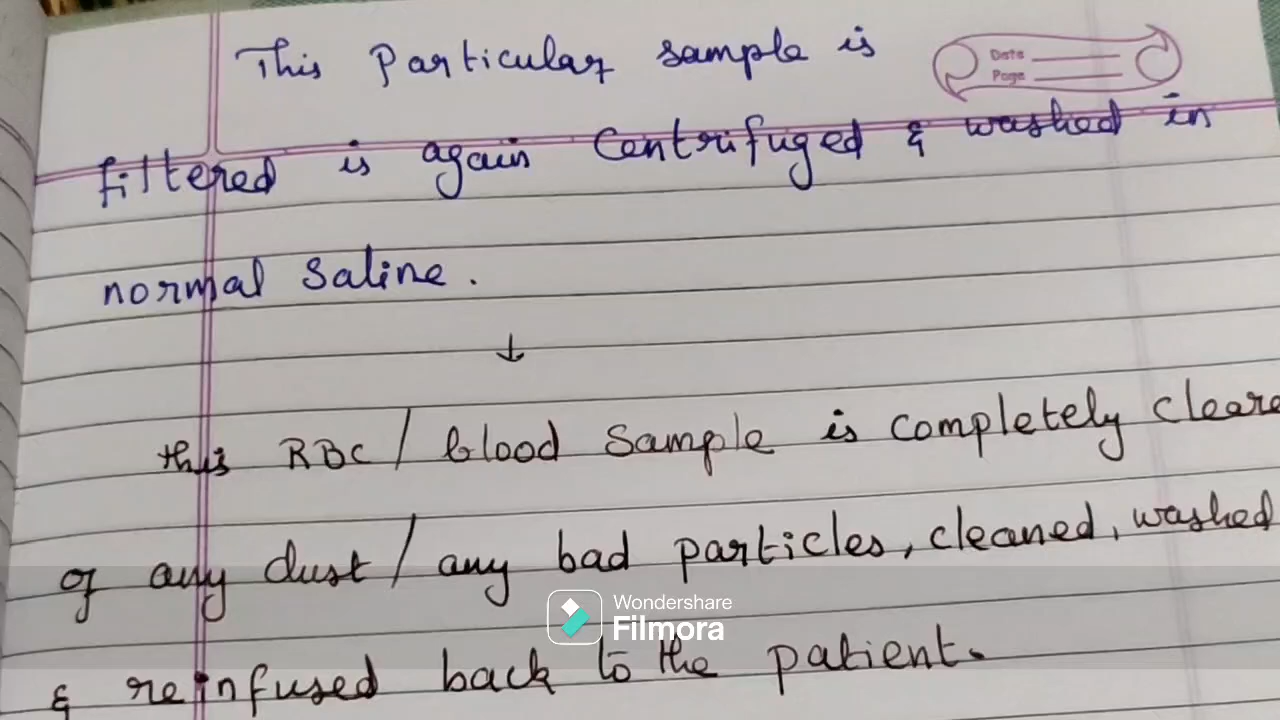 This Particular sample is
Date
Page
filtered is again Centrifuged & washed in
normal Saline.
↓
this RBC / blood Sample is completely cleare
of any dust / any bad particles, cleaned, washed
Wondershare
Filmora
& reinfused back to the patient.